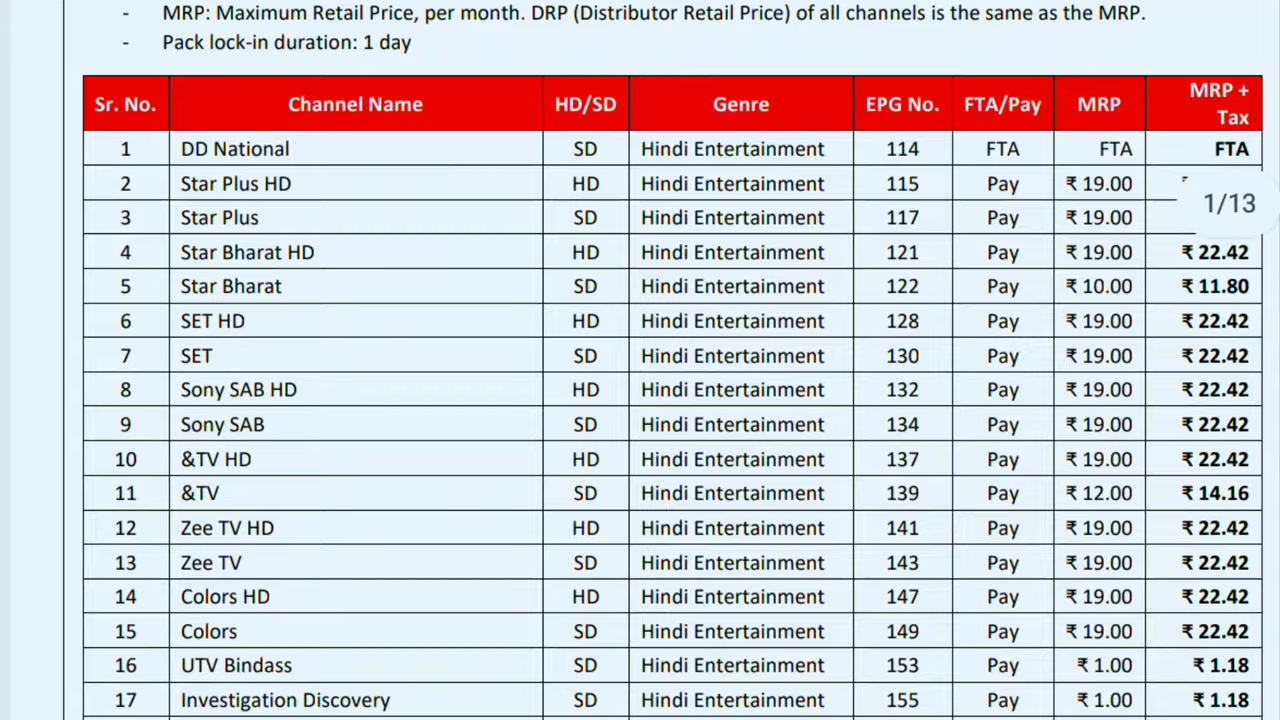 - MRP: Maximum Retail Price, per month. DRP (Distributor Retail Price) of all channels is the same as the MRP.
- Pack lock-in duration: 1 day
Sr. No. Channel Name HD/SD Genre EPG No. FTA/Pay MRP MRP + Tax
1 DD National SD Hindi Entertainment 114 FTA FTA FTA
2 Star Plus HD HD Hindi Entertainment 115 Pay ₹ 19.00
3 Star Plus SD Hindi Entertainment 117 Pay ₹ 19.00
1/13
4 Star Bharat HD HD Hindi Entertainment 121 Pay ₹ 19.00 ₹ 22.42
5 Star Bharat SD Hindi Entertainment 122 Pay ₹ 10.00 ₹ 11.80
6 SET HD HD Hindi Entertainment 128 Pay ₹ 19.00 ₹ 22.42
7 SET SD Hindi Entertainment 130 Pay ₹ 19.00 ₹ 22.42
8 Sony SAB HD HD Hindi Entertainment 132 Pay ₹ 19.00 ₹ 22.42
9 Sony SAB SD Hindi Entertainment 134 Pay ₹ 19.00 ₹ 22.42
10 &TV HD HD Hindi Entertainment 137 Pay ₹ 19.00 ₹ 22.42
11 &TV SD Hindi Entertainment 139 Pay ₹ 12.00 ₹ 14.16
12 Zee TV HD HD Hindi Entertainment 141 Pay ₹ 19.00 ₹ 22.42
13 Zee TV SD Hindi Entertainment 143 Pay ₹ 19.00 ₹ 22.42
14 Colors HD HD Hindi Entertainment 147 Pay ₹ 19.00 ₹ 22.42
15 Colors SD Hindi Entertainment 149 Pay ₹ 19.00 ₹ 22.42
16 UTV Bindass SD Hindi Entertainment 153 Pay ₹ 1.00 ₹ 1.18
17 Investigation Discovery SD Hindi Entertainment 155 Pay ₹ 1.00 ₹ 1.18